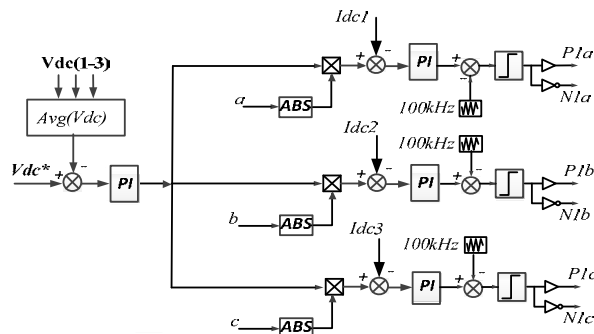 Vdc(1-3)
Avg(Vdc)
Vdc*
+
-
PI
Idc1
a
ABS
+
-
PI
+
-
100kHz
P1a
N1a
Idc2
b
ABS
+
-
PI
100kHz
+
-
P1b
N1b
Idc3
c
ABS
+
-
PI
100kHz
+
-
P1c
N1c